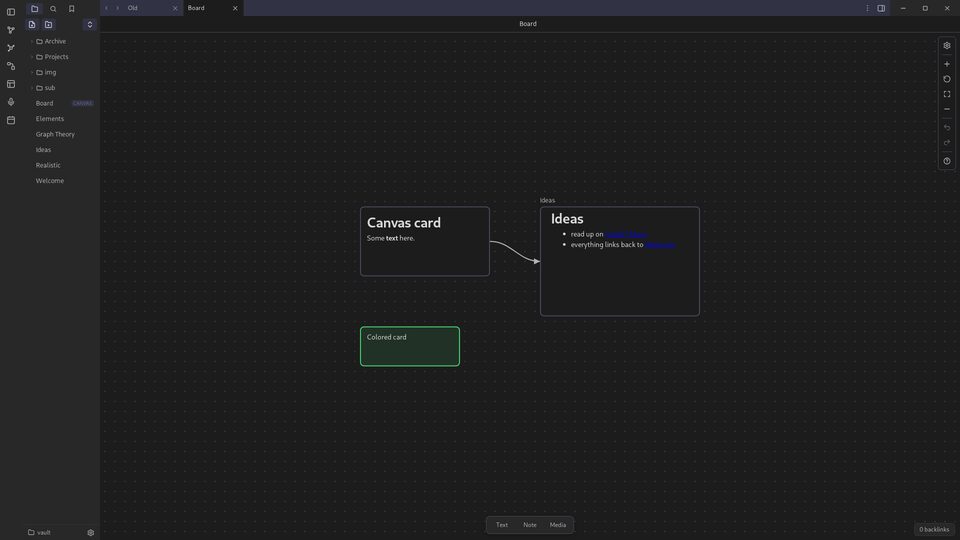 Old
Board
Board
Archive
Projects
img
sub
Board CANVAS
Elements
Graph Theory
Ideas
Realistic
Welcome
Ideas
Canvas card
Some text here.
Ideas
read up on
everything links back to
Colored card
Text Note Media
vault
0 backlinks